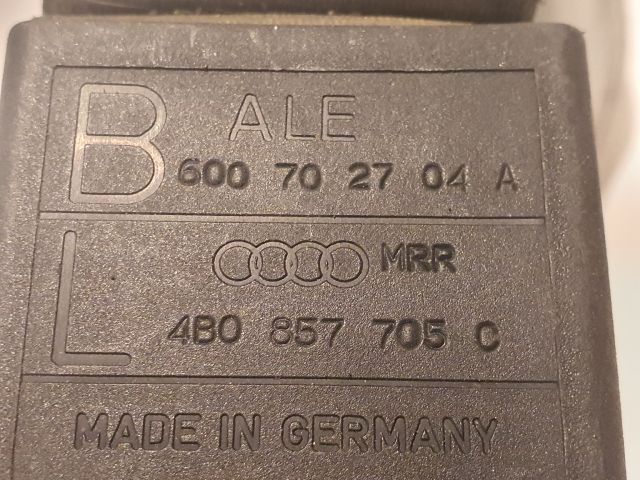 B ALE
600 70 27 04 A
L MRR
4B0 857 705 C
MADE IN GERMANY